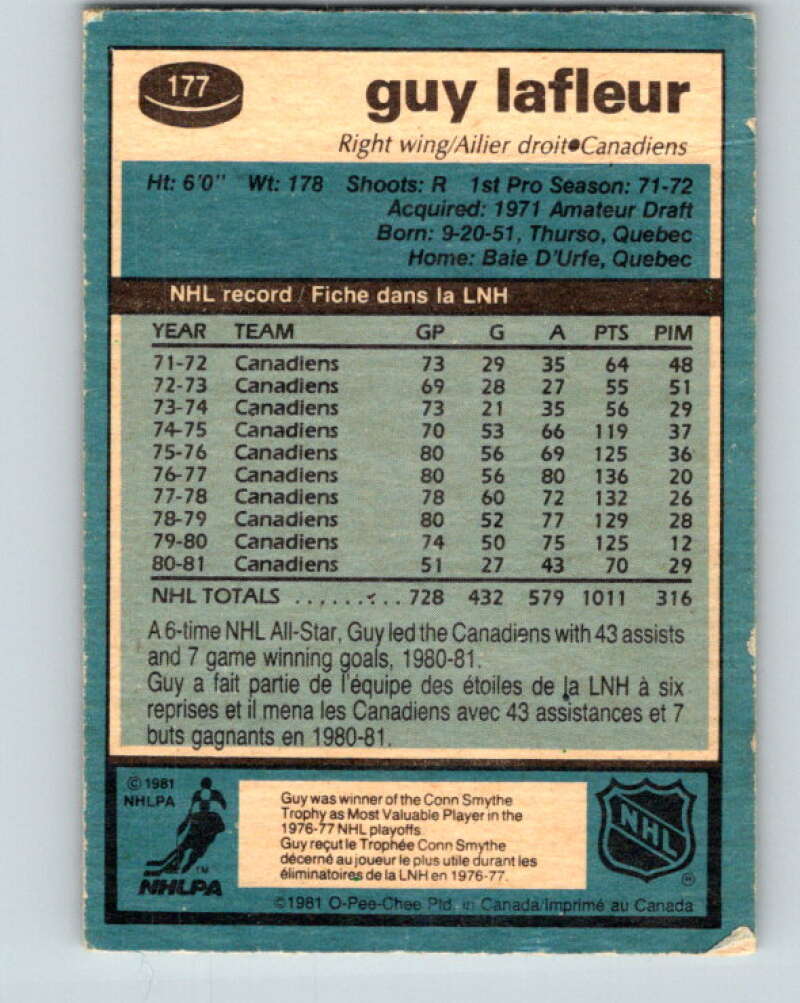 177
guy lafleur
Right wing/Ailier droit•Canadiens
Ht: 6'0" Wt: 178 Shoots: R 1st Pro Season: 71-72
Acquired: 1971 Amateur Draft
Born: 9-20-51, Thurso, Quebec
Home: Baie D'Urfe, Quebec
NHL record / Fiche dans la LNH
YEAR TEAM GP G A PTS PIM
71-72 Canadiens 73 29 35 64 48
72-73 Canadiens 69 28 27 55 51
73-74 Canadiens 73 21 35 56 29
74-75 Canadiens 70 53 66 119 37
75-76 Canadiens 80 56 69 125 36
76-77 Canadiens 80 56 80 136 20
77-78 Canadiens 78 60 72 132 26
78-79 Canadiens 80 52 77 129 28
79-80 Canadiens 74 50 75 125 12
80-81 Canadiens 51 27 43 70 29
NHL TOTALS ........ 728 432 579 1011 316
A 6-time NHL All-Star, Guy led the Canadiens with 43 assists
and 7 game winning goals, 1980-81.
Guy a fait partie de l'équipe des étoiles de la LNH à six
reprises et il mena les Canadiens avec 43 assistances et 7
buts gagnants en 1980-81.
© 1981
NHLPA
TM
NHLPA
Guy was winner of the Conn Smythe
Trophy as Most Valuable Player in the
1976-77 NHL playoffs.
Guy reçut le Trophée Conn Smythe
décerné au joueur le plus utile durant les
éliminatoires de la LNH en 1976-77.
NHL
®
©1981 O-Pee-Chee Ptd. in Canada/Imprimé au Canada